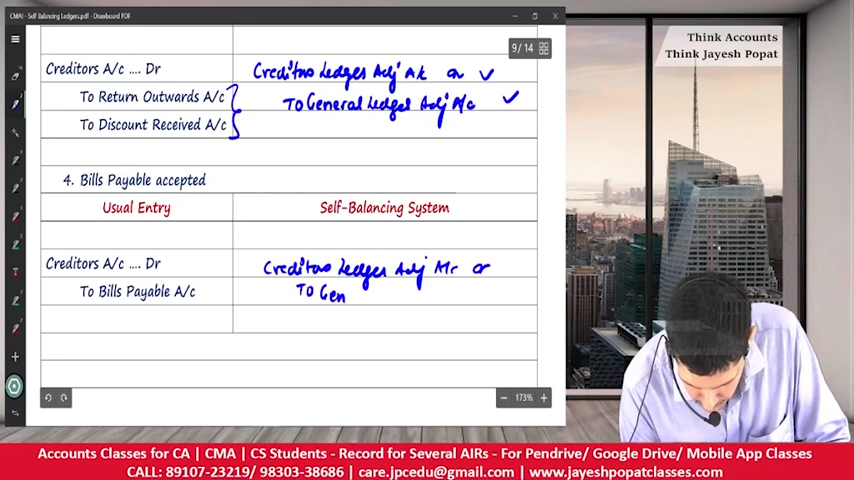 CMAI - Self Balancing Ledgers.pdf - Drawboard PDF
9 / 14
Think Accounts
Think Jayesh Popat
Creditors A/c .... Dr
To Return Outwards A/c
To Discount Received A/c
Creditors Ledger Adj A/c Dr
To General Ledger Adj A/c
4. Bills Payable accepted
Usual Entry
Self-Balancing System
Creditors A/c .... Dr
To Bills Payable A/c
Creditors Ledger Adj A/c Dr
To Gen
173%
Accounts Classes for CA | CMA | CS Students - Record for Several AIRs - For Pendrive/ Google Drive/ Mobile App Classes
CALL: 89107-23219/ 98303-38686 | care.jpcedu@gmail.com | www.jayeshpopatclasses.com